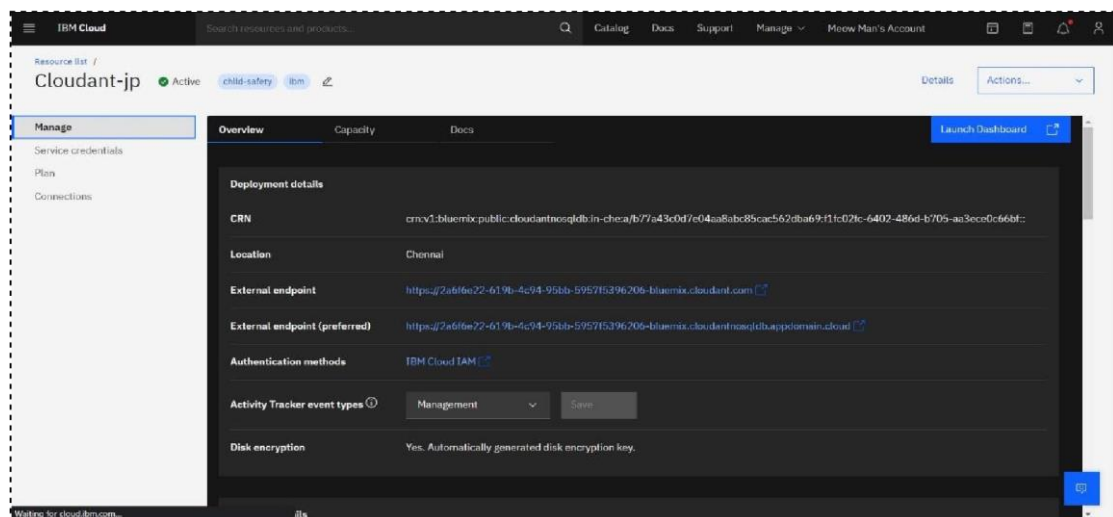 IBM Cloud
Search resources and products...
Catalog Docs Support Manage Meow Man's Account
Resource list /
Cloudant-jp Active child-safety ibm
Details Actions...
Manage
Service credentials
Plan
Connections
Overview Capacity Docs
Launch Dashboard
Deployment details
CRN crn:v1:bluemix:public:cloudantnosqldb:in-che:a/b77a43c0d7e04aa8abc85cac562dba69:f1fc02fc-6402-486d-b705-aa3ece0c66bf::
Location Chennai
External endpoint https://2a6f6e22-619b-4c94-95bb-5957f5396206-bluemix.cloudant.com
External endpoint (preferred) https://2a6f6e22-619b-4c94-95bb-5957f5396206-bluemix.cloudantnosqldb.appdomain.cloud
Authentication methods IBM Cloud IAM
Activity Tracker event types Management Save
Disk encryption Yes. Automatically generated disk encryption key.
Waiting for cloud.ibm.com...
ils